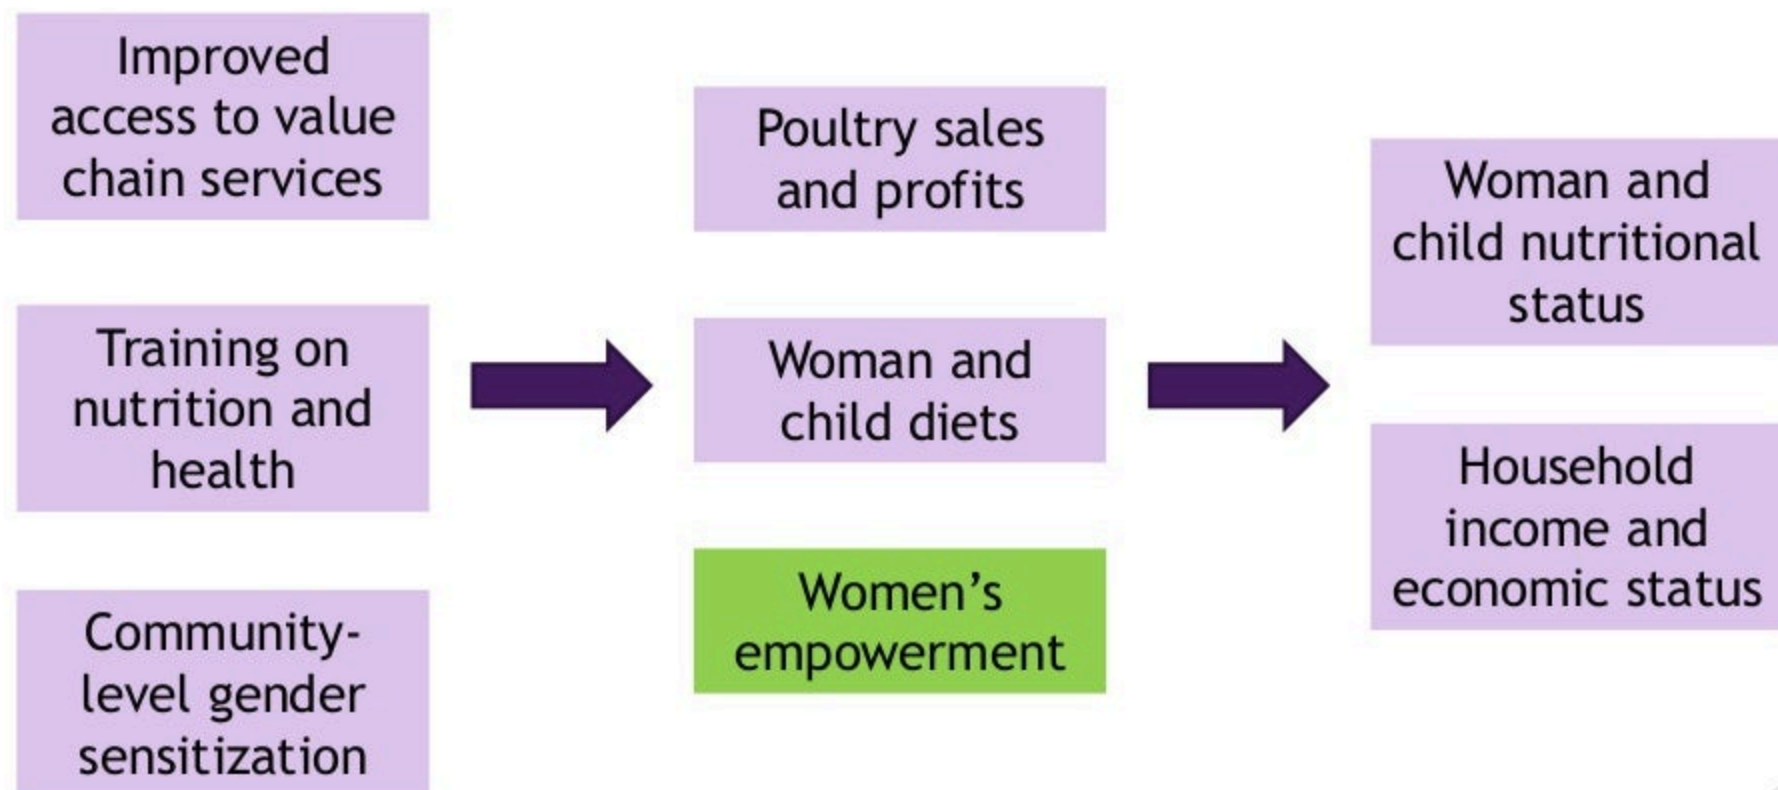 Improved
access to value
chain services
Training on
nutrition and
health
Community-
level gender
sensitization
Poultry sales
and profits
Woman and
child diets
Women’s
empowerment
Woman and
child nutritional
status
Household
income and
economic status